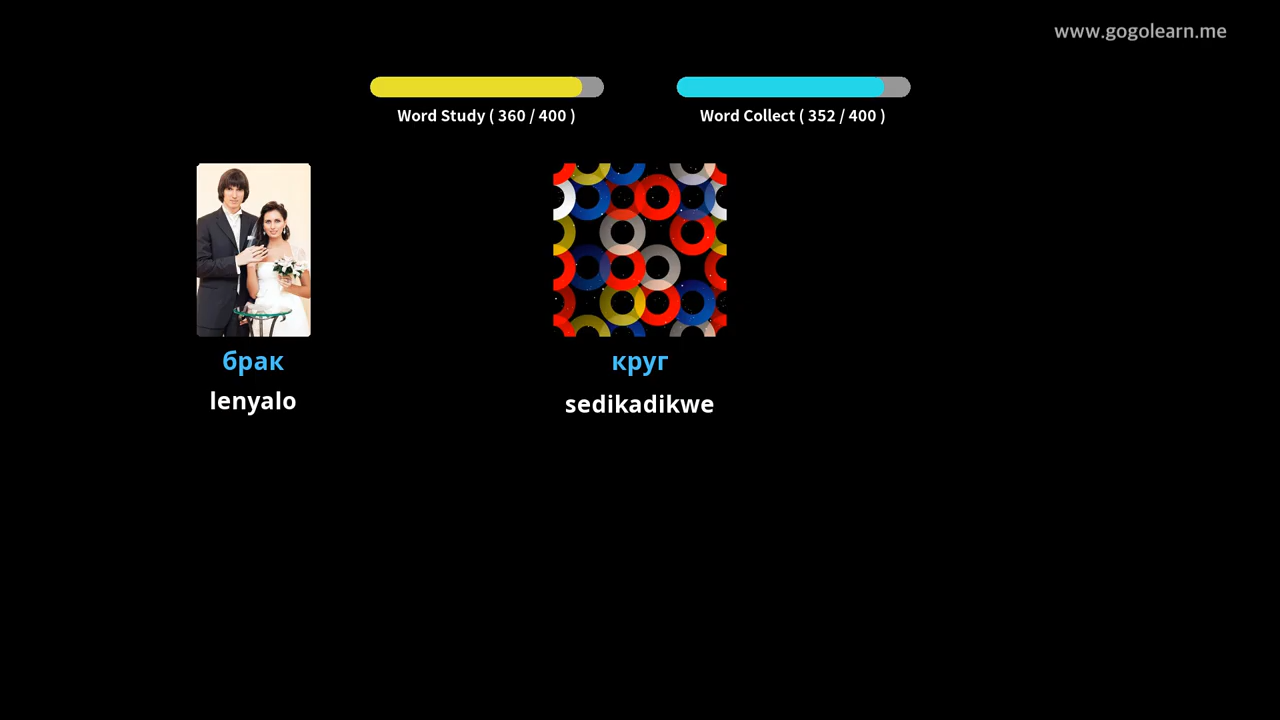 www.gogolearn.me
Word Study ( 360 / 400 )
Word Collect ( 352 / 400 )
брак
круг
lenyalo
sedikadikwe